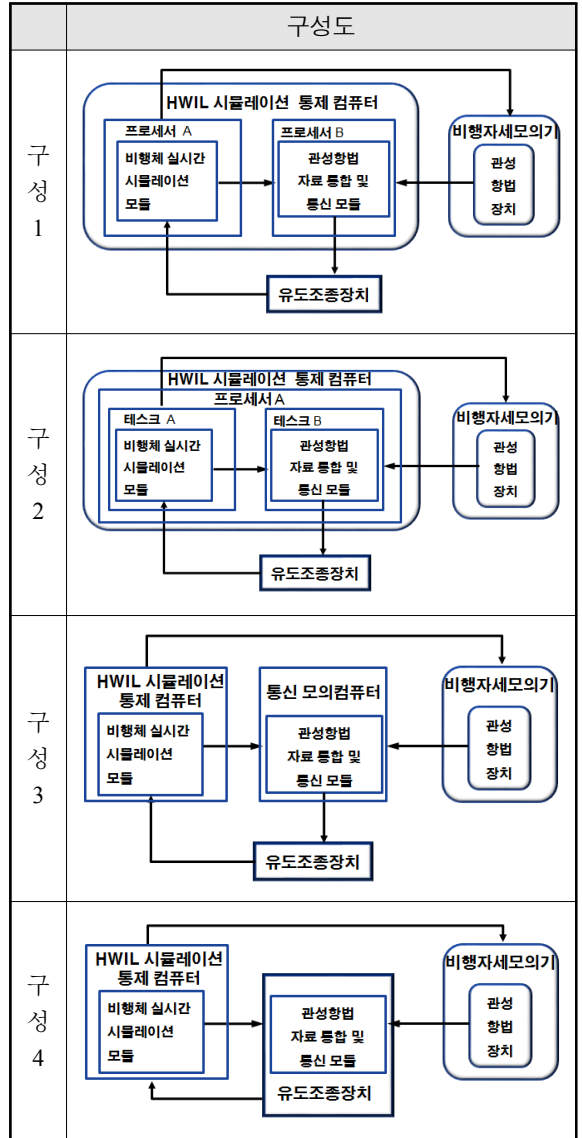 구성도
구
성
1
HWIL 시뮬레이션 통제 컴퓨터
프로세서 A
비행체 실시간
시뮬레이션
모듈
프로세서 B
관성항법
자료 통합 및
통신 모듈
비행자세모의기
관성
항법
장치
유도조종장치
구
성
2
HWIL 시뮬레이션 통제 컴퓨터
프로세서 A
테스크 A
비행체 실시간
시뮬레이션
모듈
테스크 B
관성항법
자료 통합 및
통신 모듈
비행자세모의기
관성
항법
장치
유도조종장치
구
성
3
HWIL 시뮬레이션
통제 컴퓨터
비행체 실시간
시뮬레이션
모듈
통신 모의컴퓨터
관성항법
자료 통합 및
통신 모듈
비행자세모의기
관성
항법
장치
유도조종장치
구
성
4
HWIL 시뮬레이션
통제 컴퓨터
비행체 실시간
시뮬레이션
모듈
관성항법
자료 통합 및
통신 모듈
유도조종장치
비행자세모의기
관성
항법
장치